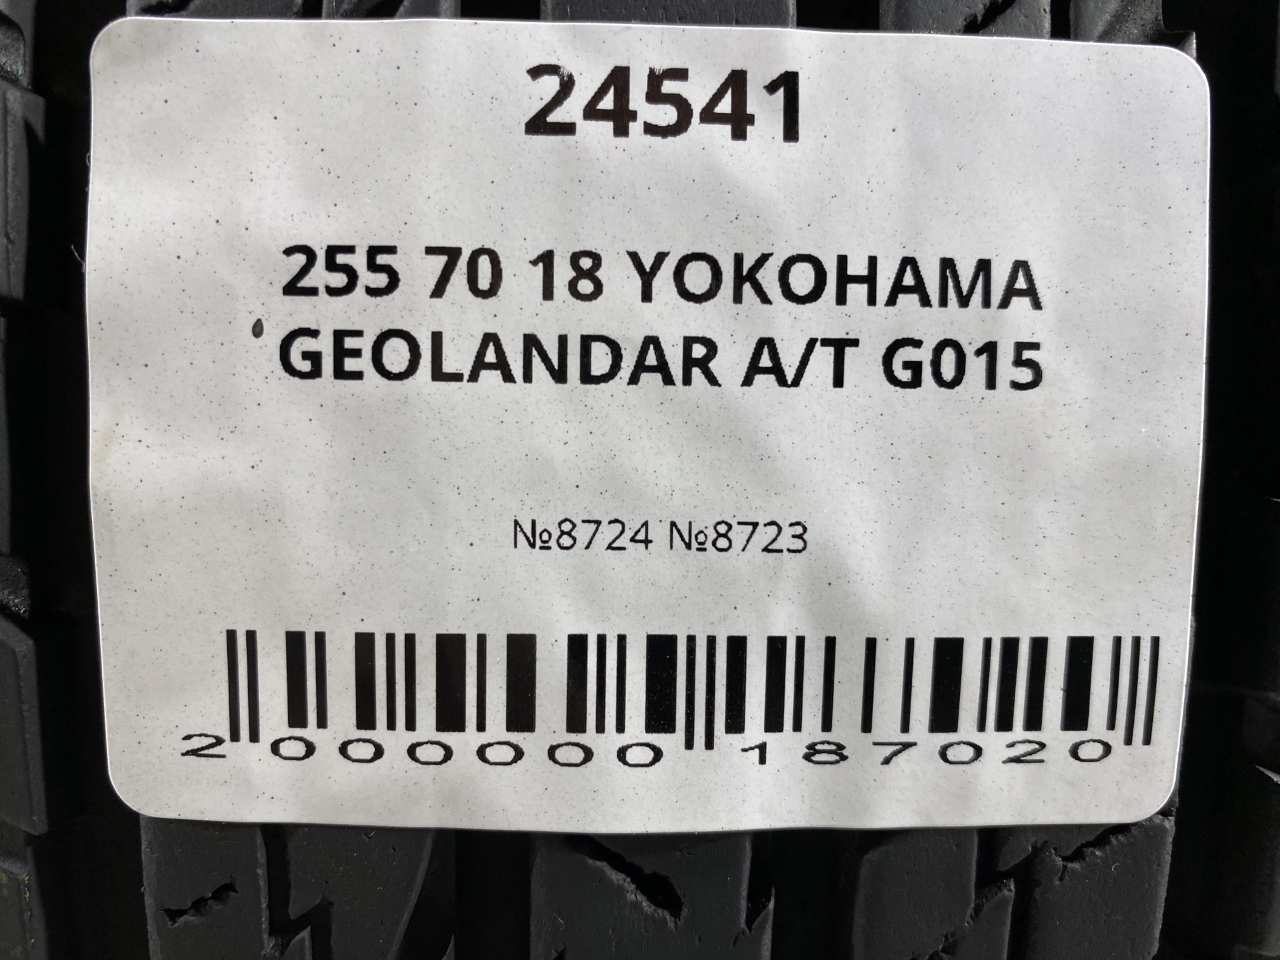 24541
255 70 18 YOKOHAMA
GEOLANDAR A/T G015
№8724 №8723
2 000000 187020